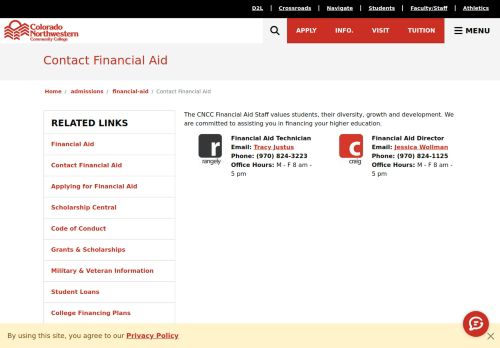 D2L | Crossroads | Navigate | Students | Faculty/Staff | Athletics
Colorado
Northwestern
Community College
APPLY INFO. VISIT TUITION MENU
Contact Financial Aid
Home / admissions / financial-aid / Contact Financial Aid
RELATED LINKS
Financial Aid
Contact Financial Aid
Applying for Financial Aid
Scholarship Central
Code of Conduct
Grants & Scholarships
Military & Veteran Information
Student Loans
College Financing Plans
The CNCC Financial Aid Staff values students, their diversity, growth and development. We
are committed to assisting you in financing your higher education.
r
rangely
Financial Aid Technician
Email: Tracy Justus
Phone: (970) 824-3223
Office Hours: M - F 8 am -
5 pm
c
craig
Financial Aid Director
Email: Jessica Wollman
Phone: (970) 824-1125
Office Hours: M - F 8 am -
5 pm
By using this site, you agree to our Privacy Policy
×